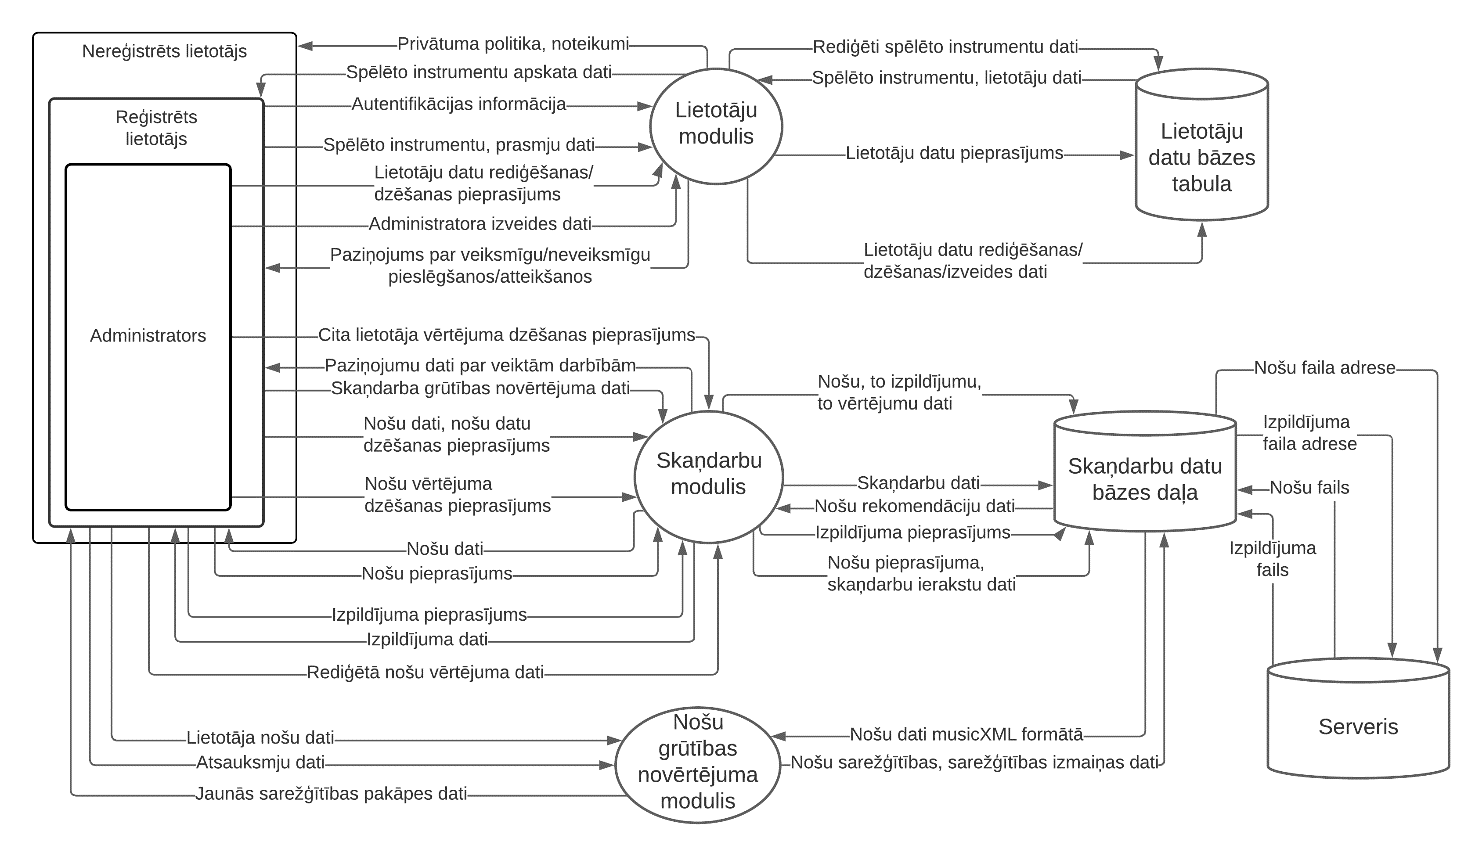 Nereģistrēts lietotājs
Reģistrēts
lietotājs
Administrators
Privātuma politika, noteikumi
Spēlēto instrumentu apskata dati
Autentifikācijas informācija
Spēlēto instrumentu, prasmju dati
Lietotāju datu rediģēšanas/
dzēšanas pieprasījums
Administratora izveides dati
Paziņojums par veiksmīgu/neveiksmīgu
pieslēgšanos/atteikšanos
Lietotāju
modulis
Rediģēti spēlēto instrumentu dati
Spēlēto instrumentu, lietotāju dati
Lietotāju datu pieprasījums
Lietotāju datu rediģēšanas/
dzēšanas/izveides dati
Lietotāju
datu bāzes
tabula
Cita lietotāja vērtējuma dzēšanas pieprasījums
Paziņojumu dati par veiktām darbībām
Skaņdarba grūtības novērtējuma dati
Nošu dati, nošu datu
dzēšanas pieprasījums
Nošu vērtējuma
dzēšanas pieprasījums
Nošu dati
Nošu pieprasījums
Izpildījuma pieprasījums
Izpildījuma dati
Rediģētā nošu vērtējuma dati
Skaņdarbu
modulis
Nošu, to izpildījumu,
to vērtējumu dati
Skaņdarbu dati
Nošu rekomendāciju dati
Izpildījuma pieprasījums
Nošu pieprasījuma,
skaņdarbu ierakstu dati
Skaņdarbu datu
bāzes daļa
Nošu faila adrese
Izpildījuma
faila adrese
Nošu fails
Izpildījuma
fails
Serveris
Lietotāja nošu dati
Atsauksmju dati
Jaunās sarežģītības pakāpes dati
Nošu
grūtības
novērtējuma
modulis
Nošu dati musicXML formātā
Nošu sarežģītības, sarežģītības izmaiņas dati